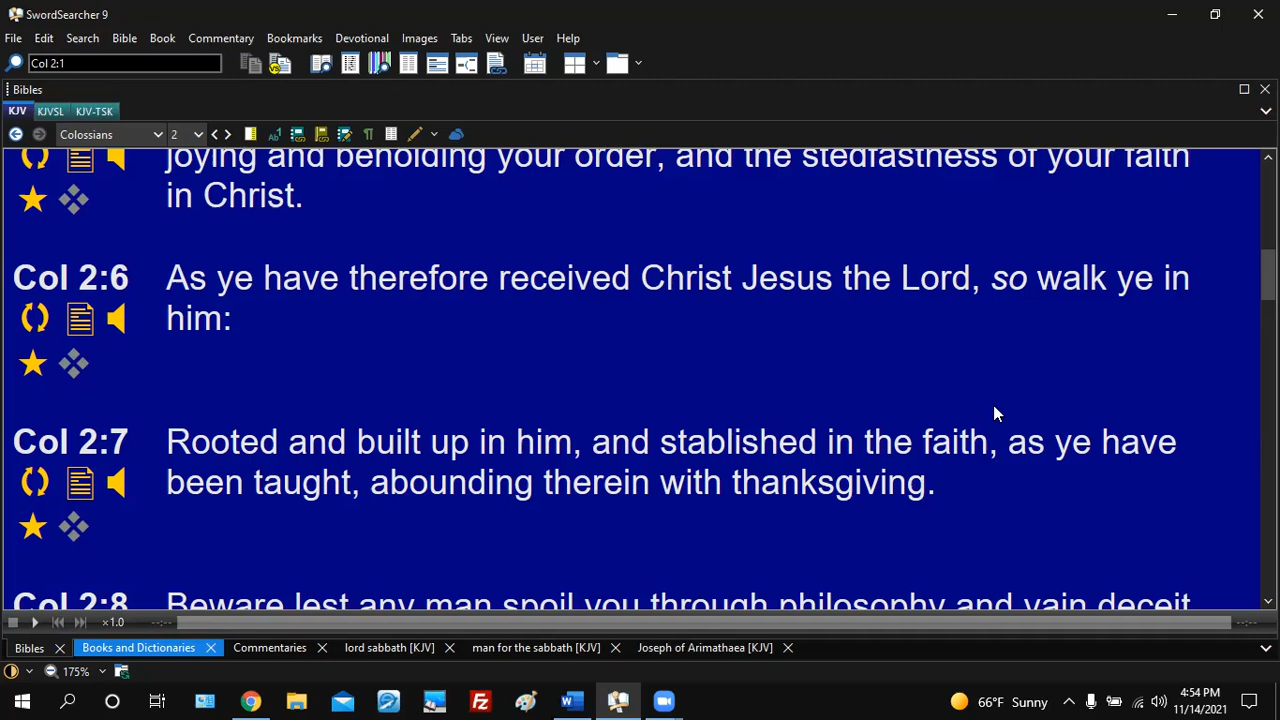 SwordSearcher 9
File Edit Search Bible Book Commentary Bookmarks Devotional Images Tabs View User Help
Col 2:1
Bibles
KJV KJVSL KJV-TSK
Colossians 2
joying and beholding your order, and the stedfastness of your faith
in Christ.
Col 2:6 As ye have therefore received Christ Jesus the Lord, so walk ye in
him:
Col 2:7 Rooted and built up in him, and stablished in the faith, as ye have
been taught, abounding therein with thanksgiving.
Col 2:8 Beware lest any man spoil you through philosophy and vain deceit
×1.0 --:-- --:--
Bibles Books and Dictionaries Commentaries lord sabbath [KJV] man for the sabbath [KJV] Joseph of Arimathaea [KJV]
175%
66°F Sunny 4:54 PM
11/14/2021